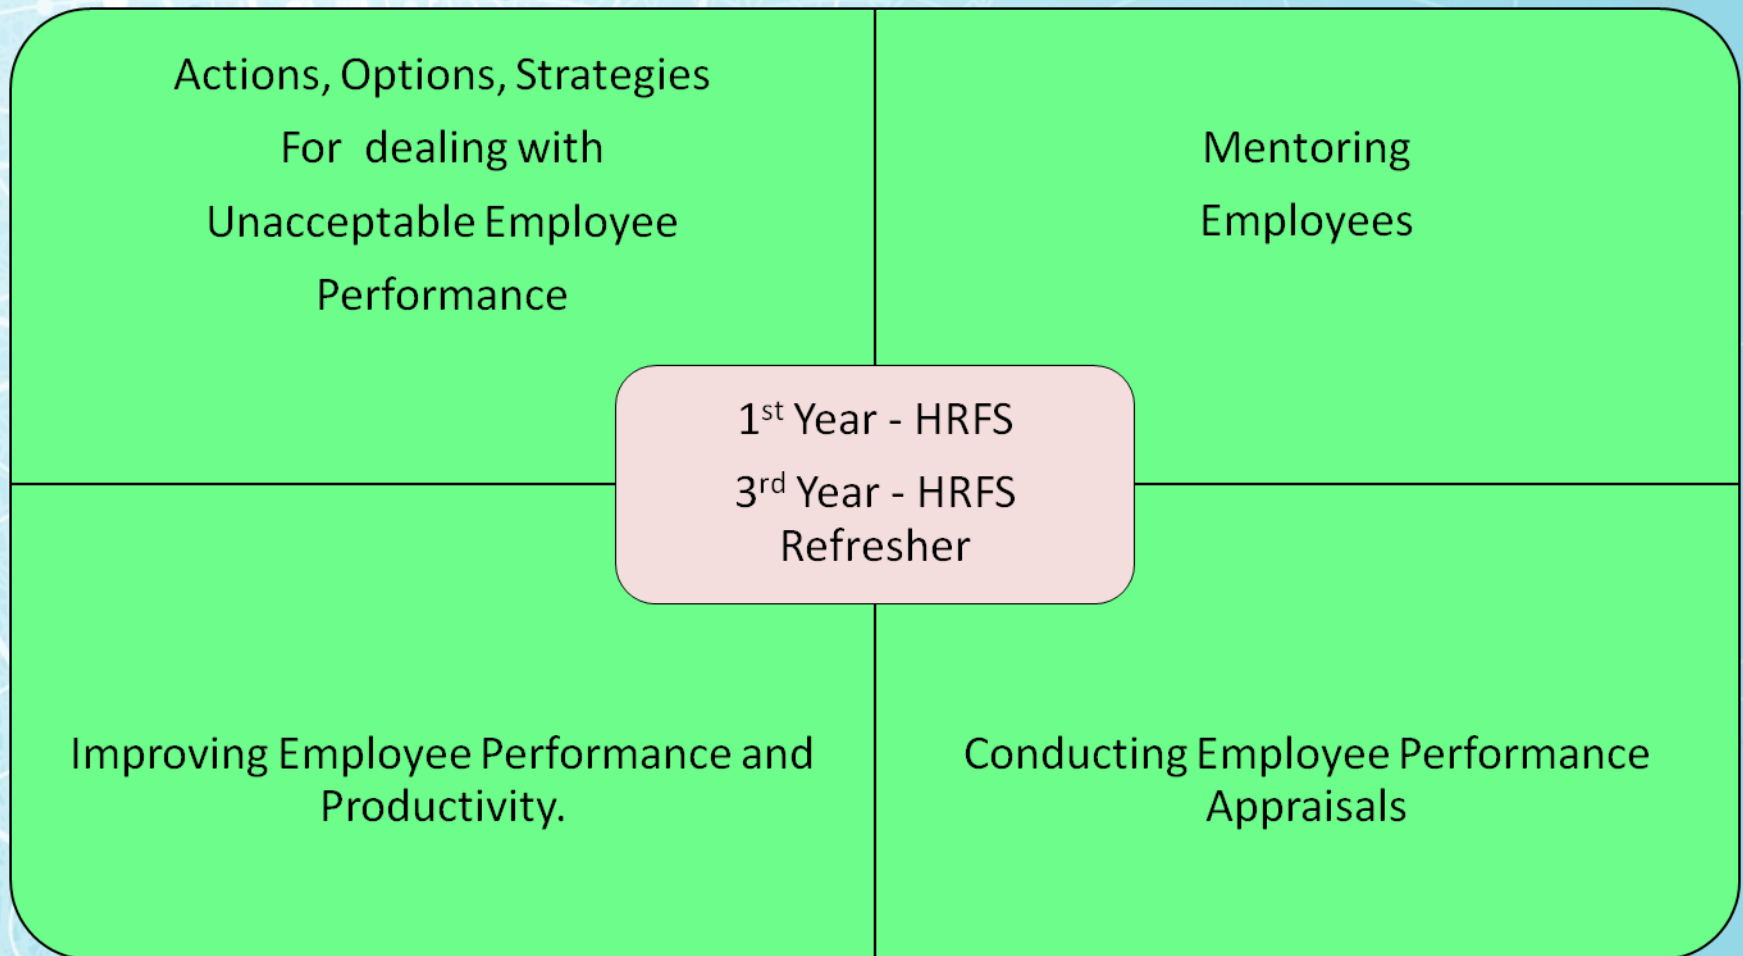 Actions, Options, Strategies
For  dealing with
Unacceptable Employee
Performance
Mentoring
Employees
1st Year - HRFS
3rd Year - HRFS
Refresher
Improving Employee Performance and
Productivity.
Conducting Employee Performance
Appraisals